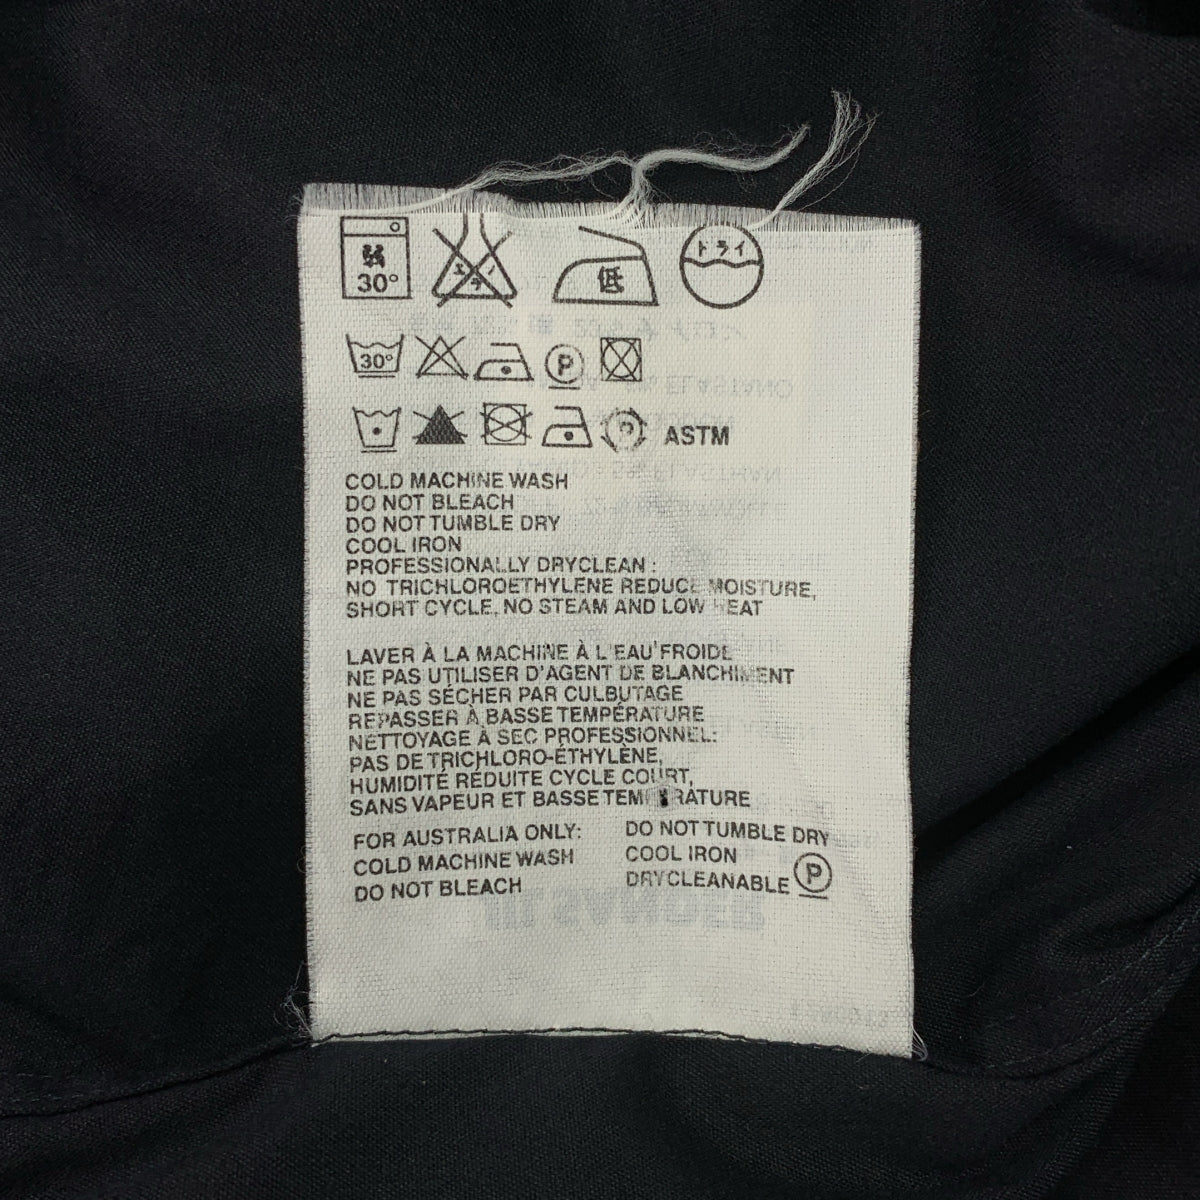 弱
30°
エンソ
低
ドライ
30°
P
P
ASTM
COLD MACHINE WASH
DO NOT BLEACH
DO NOT TUMBLE DRY
COOL IRON
PROFESSIONALLY DRYCLEAN :
NO TRICHLOROETHYLENE REDUCE MOISTURE,
SHORT CYCLE, NO STEAM AND LOW HEAT
LAVER À LA MACHINE À L'EAU FROIDE
NE PAS UTILISER D'AGENT DE BLANCHIMENT
NE PAS SÉCHER PAR CULBUTAGE
REPASSER À BASSE TEMPÉRATURE
NETTOYAGE À SEC PROFESSIONNEL:
PAS DE TRICHLORO-ÉTHYLÈNE,
HUMIDITÉ RÉDUITE CYCLE COURT,
SANS VAPEUR ET BASSE TEMPÉRATURE
FOR AUSTRALIA ONLY:
COLD MACHINE WASH
DO NOT BLEACH
DO NOT TUMBLE DRY
COOL IRON
DRYCLEANABLE P